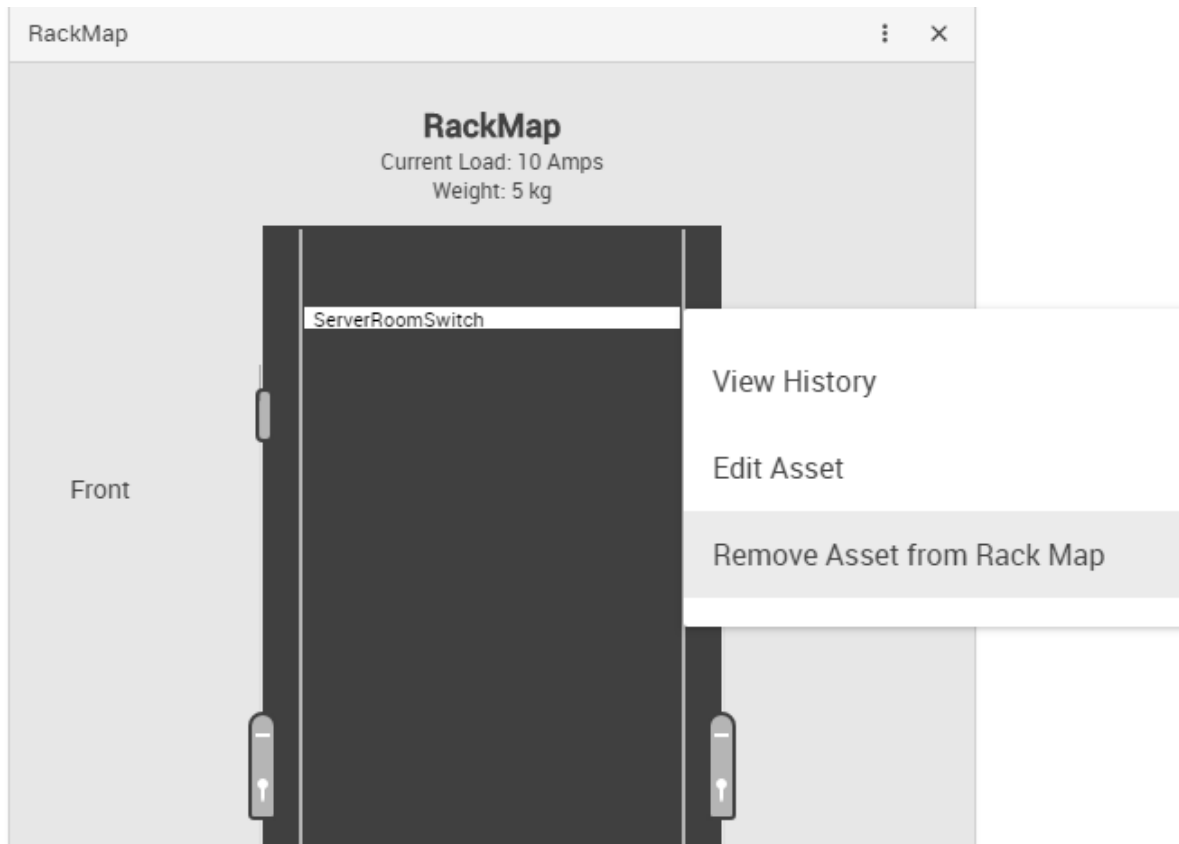 RackMap
RackMap
Current Load: 10 Amps
Weight: 5 kg
ServerRoomSwitch
View History
Edit Asset
Front
Remove Asset from Rack Map